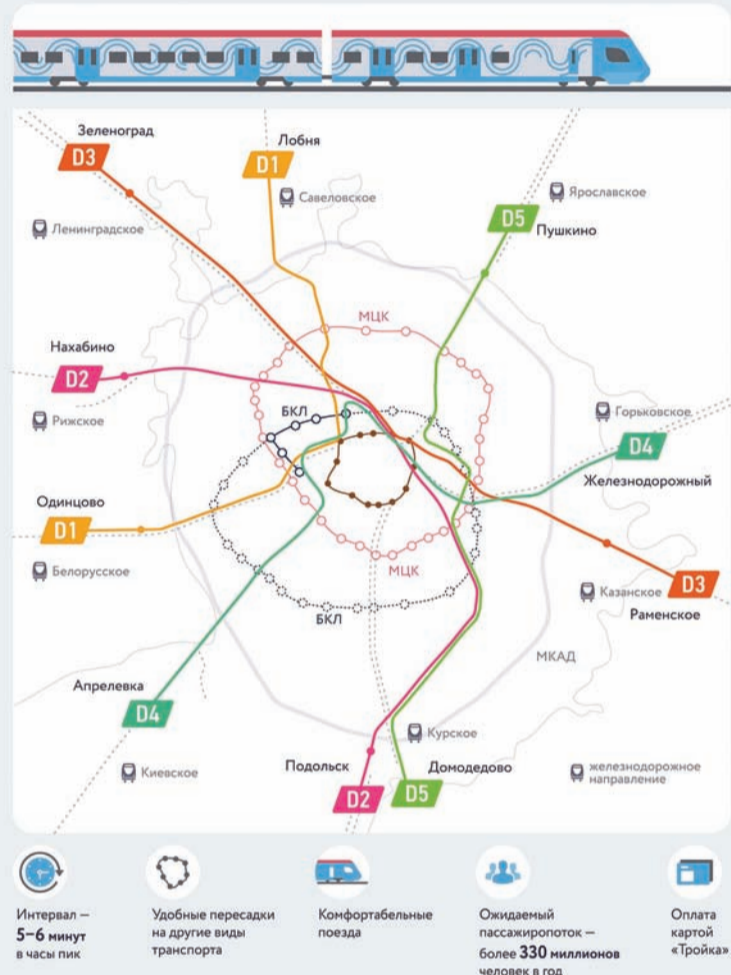 Зеленоград
D3
Лобня
D1
Савеловское
Ярославское
D5
Пушкино
Ленинградское
МЦК
Нахабино
D2
БКЛ
Рижское
Горьковское
D4
Железнодорожный
Одинцово
D1
Белорусское
МЦК
Казанское
D3
Раменское
БКЛ
МКАД
Апрелевка
D4
Киевское
Курское
Подольск
Домодедово
D2
D5
железнодорожное
направление
Интервал –
5–6 минут
в часы пик
Удобные пересадки
на другие виды
транспорта
Комфортабельные
поезда
Ожидаемый
пассажиропоток –
более 330 миллионов
человек в год
Оплата
картой
«Тройка»